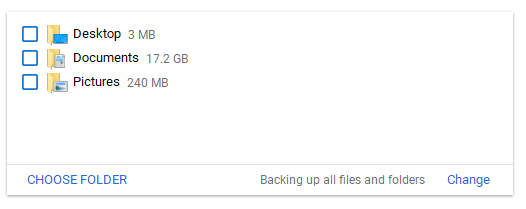 Desktop 3 MB
Documents 17.2 GB
Pictures 240 MB
CHOOSE FOLDER Backing up all files and folders Change